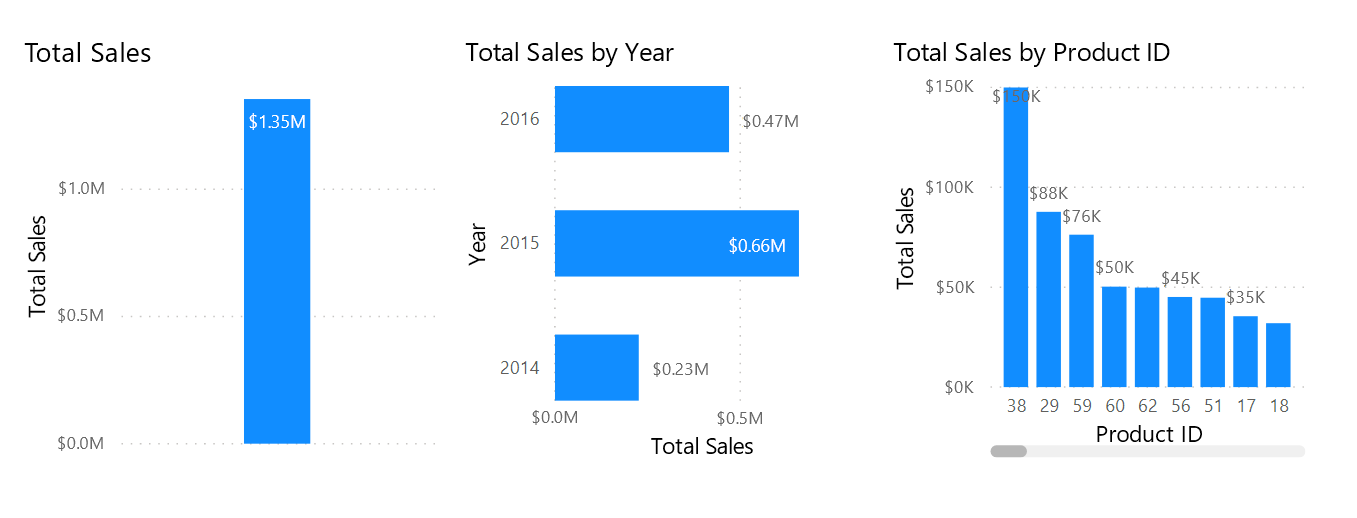 Total Sales
$1.35M
$1.0M
$0.5M
$0.0M
Total Sales
Total Sales by Year
2016
$0.47M
2015
$0.66M
2014
$0.23M
Year
$0.0M
$0.5M
Total Sales
Total Sales by Product ID
$150K
$100K
$50K
$0K
Total Sales
$150K
$88K
$76K
$50K
$45K
$35K
38 29 59 60 62 56 51 17 18
Product ID